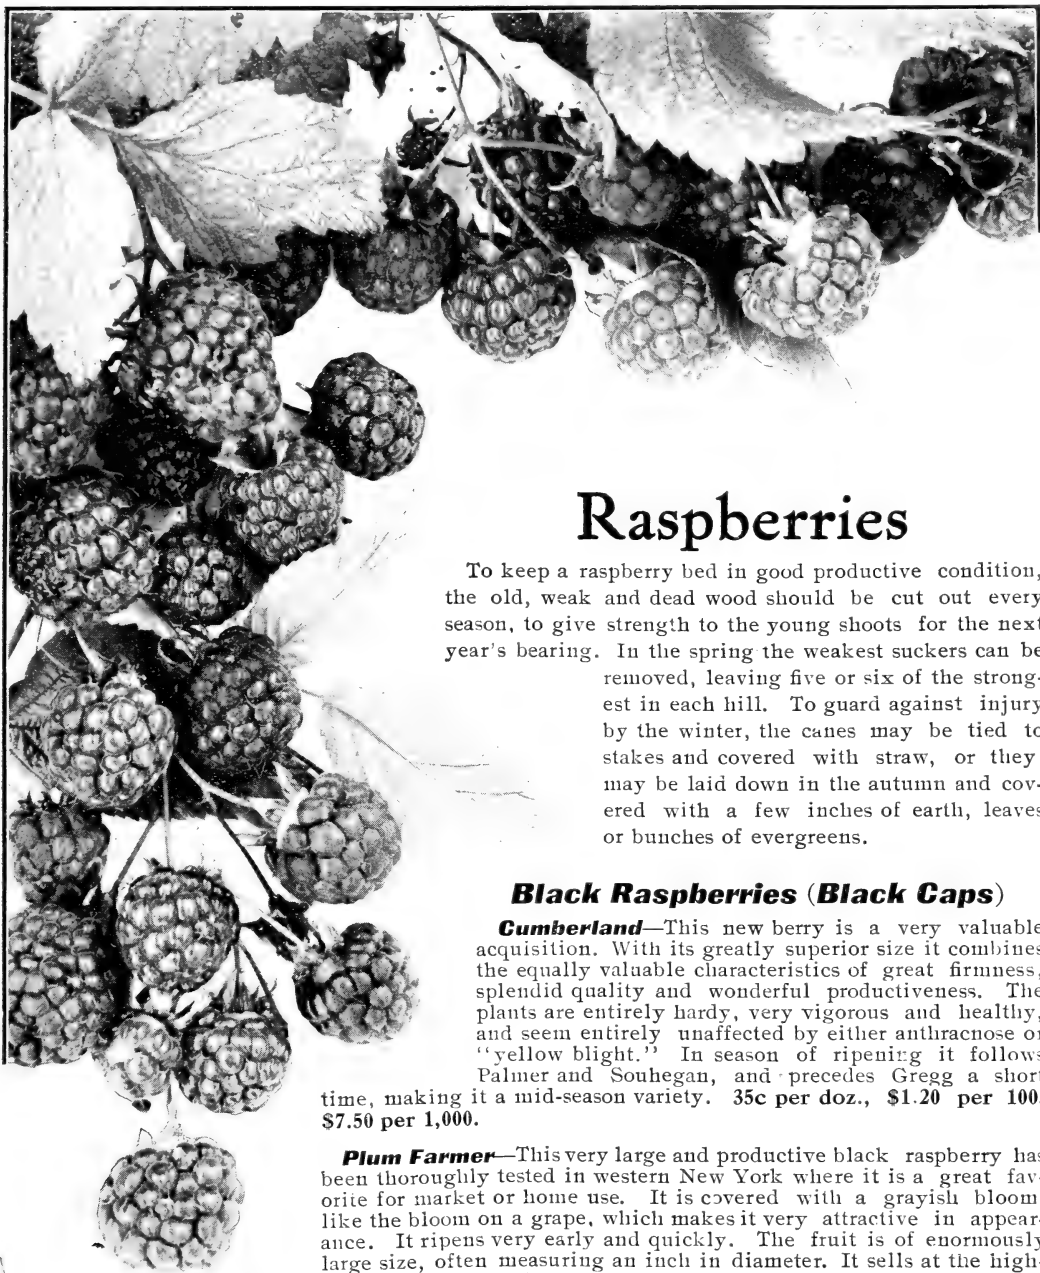 Raspberries
To keep a raspberry bed in good productive condition,
the old, weak and dead wood should be cut out every
season, to give strength to the young shoots for the next
year's bearing. In the spring the weakest suckers can be
removed, leaving five or six of the strong-
est in each hill. To guard against injury
by the winter, the canes may be tied to
stakes and covered with straw, or they
may be laid down in the autumn and cov-
ered with a few inches of earth, leaves
or bunches of evergreens.
Black Raspberries (Black Caps)
Cumberland—This new berry is a very valuable
acquisition. With its greatly superior size it combines
the equally valuable characteristics of great firmness,
splendid quality and wonderful productiveness. The
plants are entirely hardy, very vigorous and healthy,
and seem entirely unaffected by either anthracnose or
"yellow blight." In season of ripening it follows
Palmer and Souhegan, and precedes Gregg a short
time, making it a mid-season variety. 35c per doz., $1.20 per 100.
$7.50 per 1,000.
Plum Farmer—This very large and productive black raspberry has
been thoroughly tested in western New York where it is a great fav-
orite for market or home use. It is covered with a grayish bloom
like the bloom on a grape, which makes it very attractive in appear-
ance. It ripens very early and quickly. The fruit is of enormously
large size, often measuring an inch in diameter. It sells at the high-